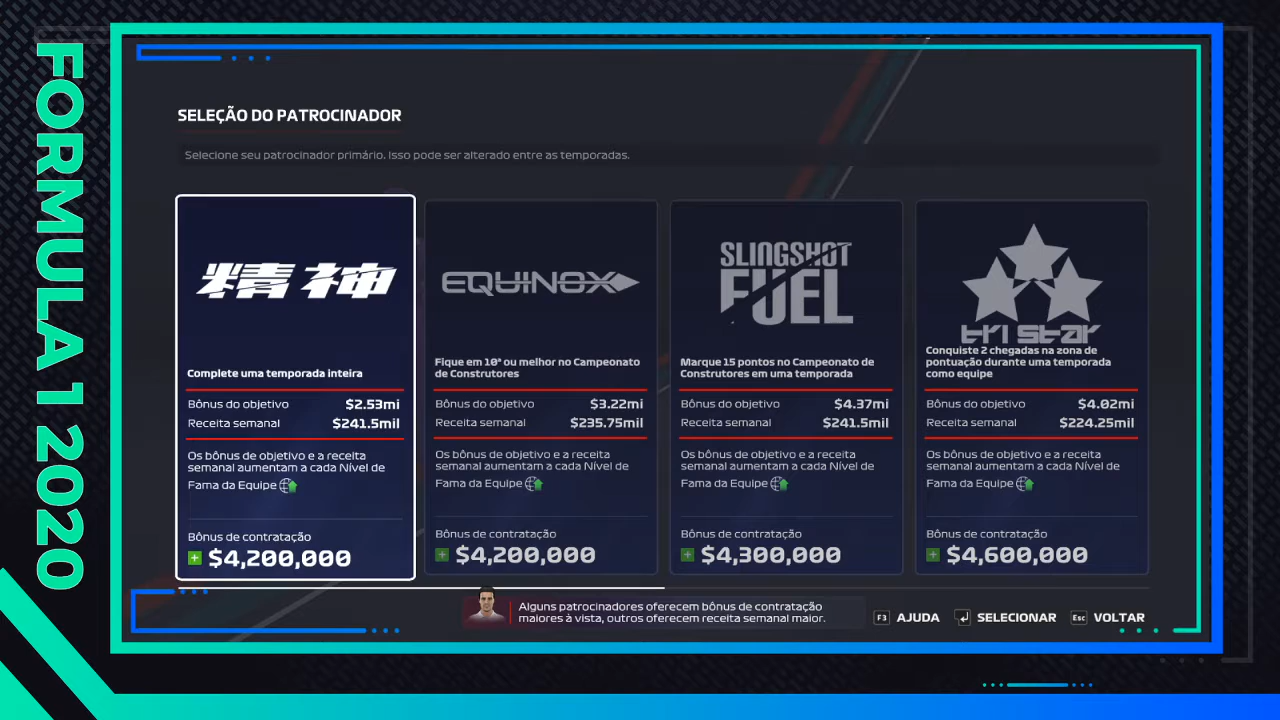 FORMULA 1 2020
SELEÇÃO DO PATROCINADOR
Selecione seu patrocinador primário. Isso pode ser alterado entre as temporadas.
精神
Complete uma temporada inteira
Bônus do objetivo $2.53mi
Receita semanal $241.5mil
Os bônus de objetivo e a receita
semanal aumentam a cada Nível de
Fama da Equipe
Bônus de contratação
+ $4,200,000
EQUINOX
Fique em 10º ou melhor no Campeonato
de Construtores
Bônus do objetivo $3.22mi
Receita semanal $235.75mil
Os bônus de objetivo e a receita
semanal aumentam a cada Nível de
Fama da Equipe
Bônus de contratação
+ $4,200,000
SLINGSHOT
FUEL
Marque 15 pontos no Campeonato de
Construtores em uma temporada
Bônus do objetivo $4.37mi
Receita semanal $241.5mil
Os bônus de objetivo e a receita
semanal aumentam a cada Nível de
Fama da Equipe
Bônus de contratação
+ $4,300,000
tri star
Conquiste 2 chegadas na zona de
pontuação durante uma temporada
como equipe
Bônus do objetivo $4.02mi
Receita semanal $224.25mil
Os bônus de objetivo e a receita
semanal aumentam a cada Nível de
Fama da Equipe
Bônus de contratação
+ $4,600,000
Alguns patrocinadores oferecem bônus de contratação
maiores à vista, outros oferecem receita semanal maior.
F3 AJUDA
SELECIONAR
Esc VOLTAR